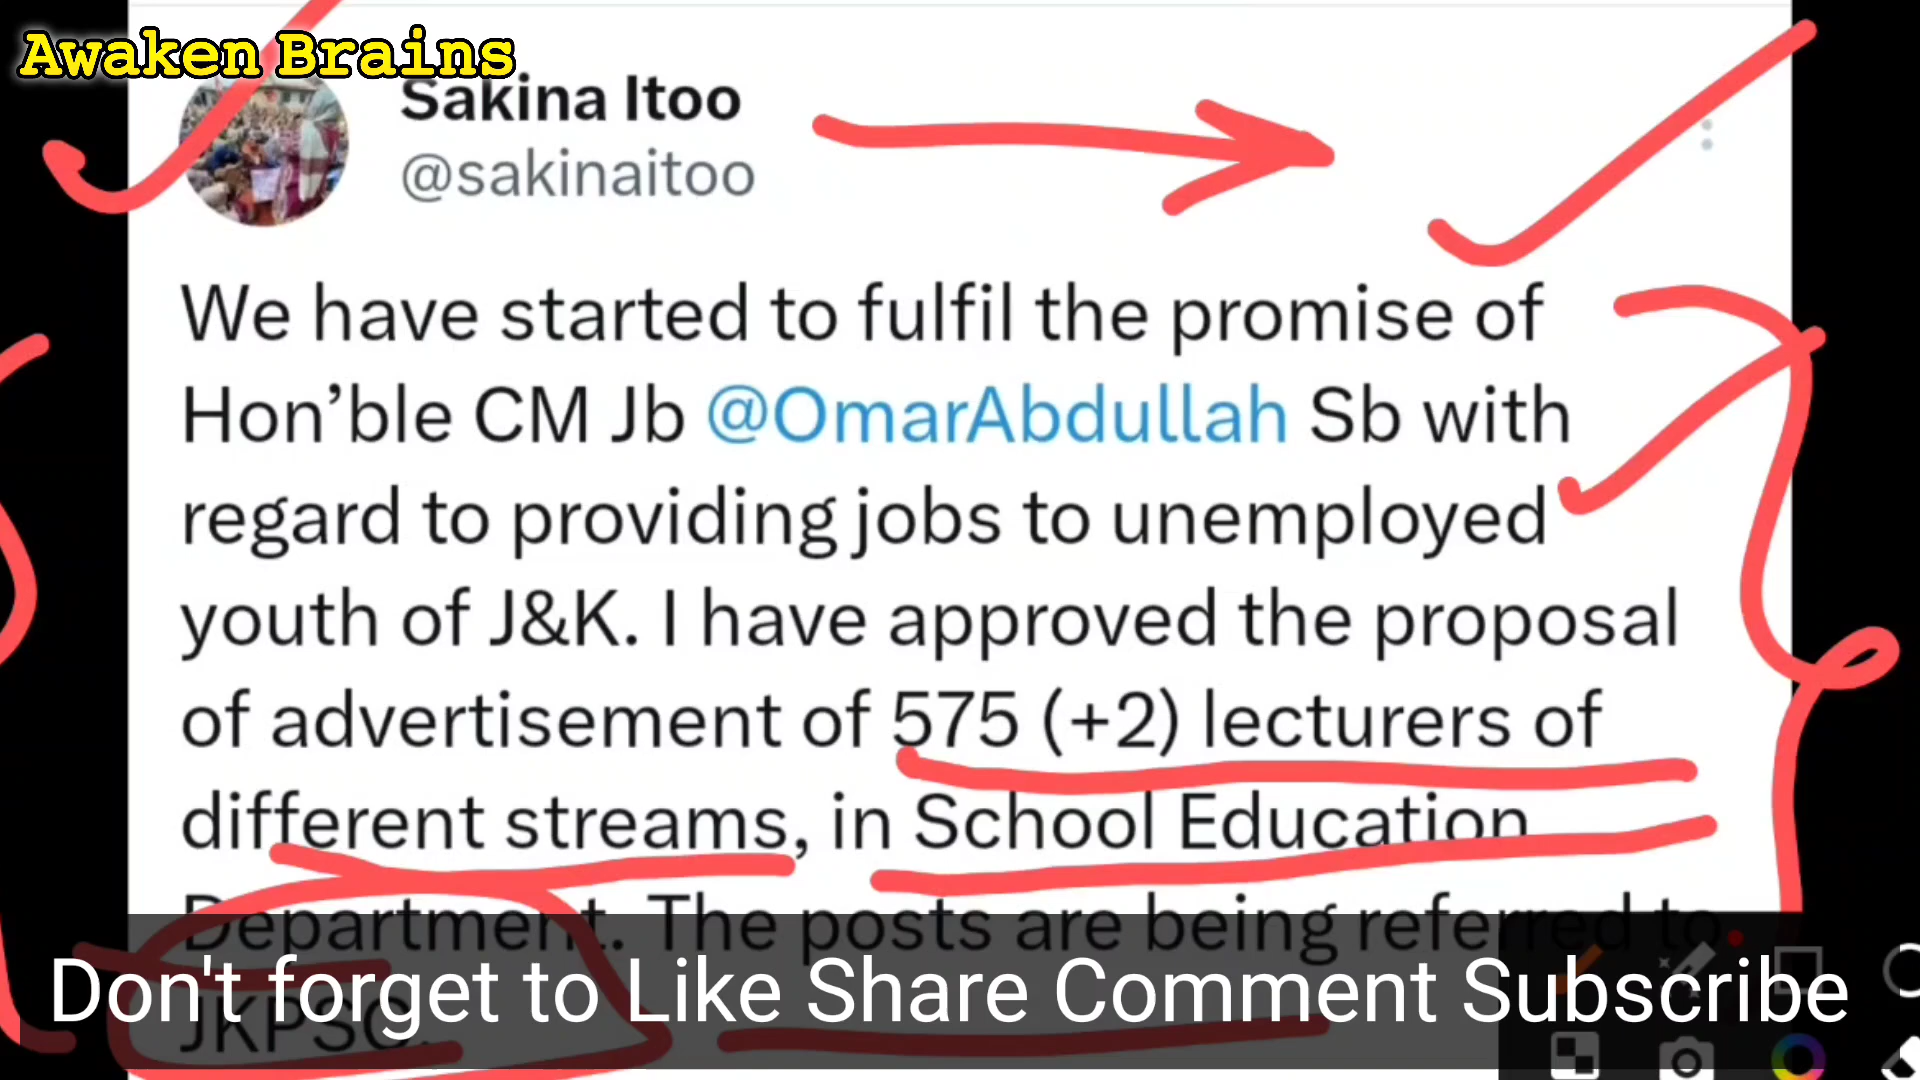 Awaken Brains
Sakina Itoo
@sakinaitoo
We have started to fulfil the promise of
Hon’ble CM Jb @OmarAbdullah Sb with
regard to providing jobs to unemployed
youth of J&K. I have approved the proposal
of advertisement of 575 (+2) lecturers of
different streams, in School Education
Department. The posts are being referred to
JKPSC.
Don't forget to Like Share Comment Subscribe